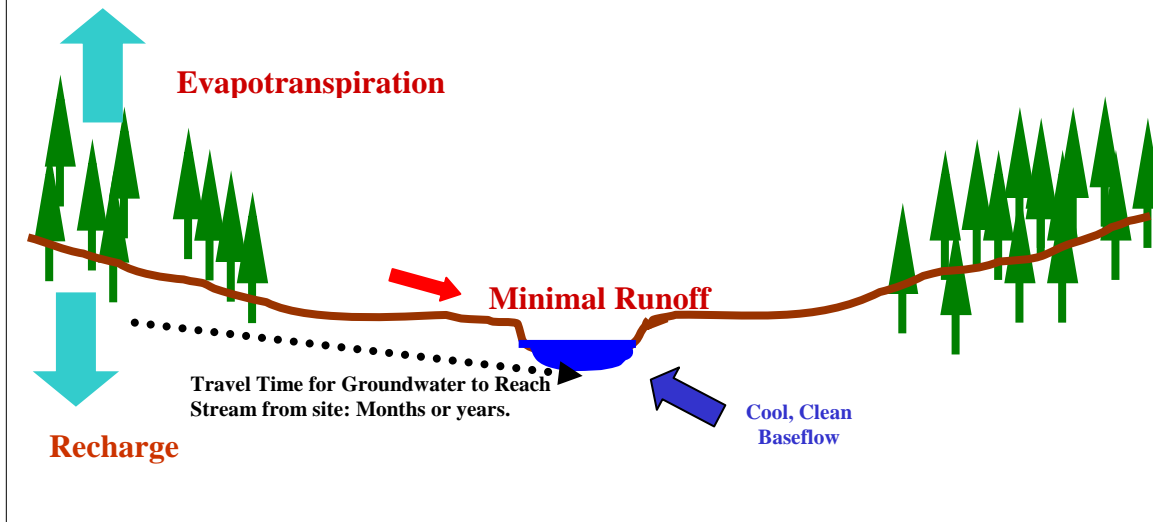 Evapotranspiration
Minimal Runoff
Travel Time for Groundwater to Reach
Stream from site: Months or years.
Cool, Clean
Baseflow
Recharge